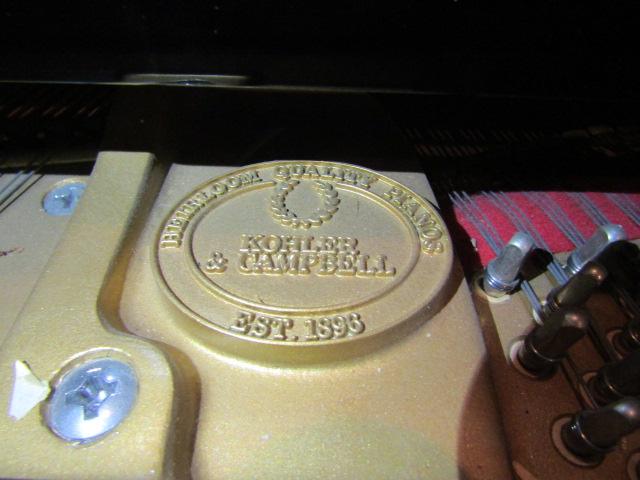 HEIRLOOM QUALITY PIANOS
KOHLER
& CAMPBELL
EST. 1896